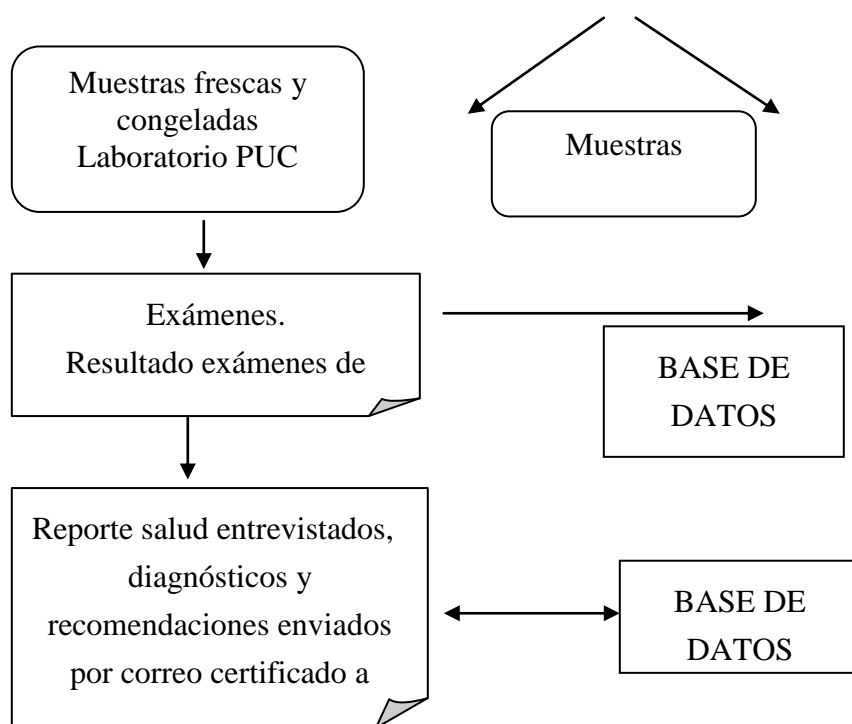 Muestras frescas y
congeladas
Laboratorio PUC
Muestras
Exámenes.
Resultado exámenes de
BASE DE
DATOS
Reporte salud entrevistados,
diagnósticos y
recomendaciones enviados
por correo certificado a
BASE DE
DATOS